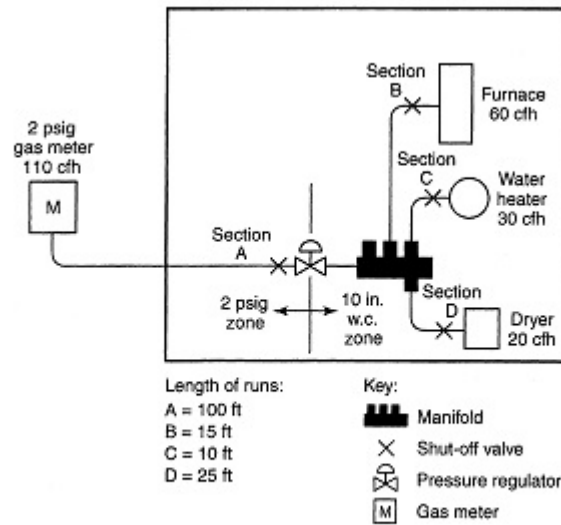 2 psig
gas meter
110 cfh
M
Section
A
2 psig
zone
10 in.
w.c.
zone
Section
B
Furnace
60 cfh
Section
C
Water
heater
30 cfh
Section
D
Dryer
20 cfh
Length of runs:
A = 100 ft
B = 15 ft
C = 10 ft
D = 25 ft
Key:
Manifold
Shut-off valve
Pressure regulator
M Gas meter